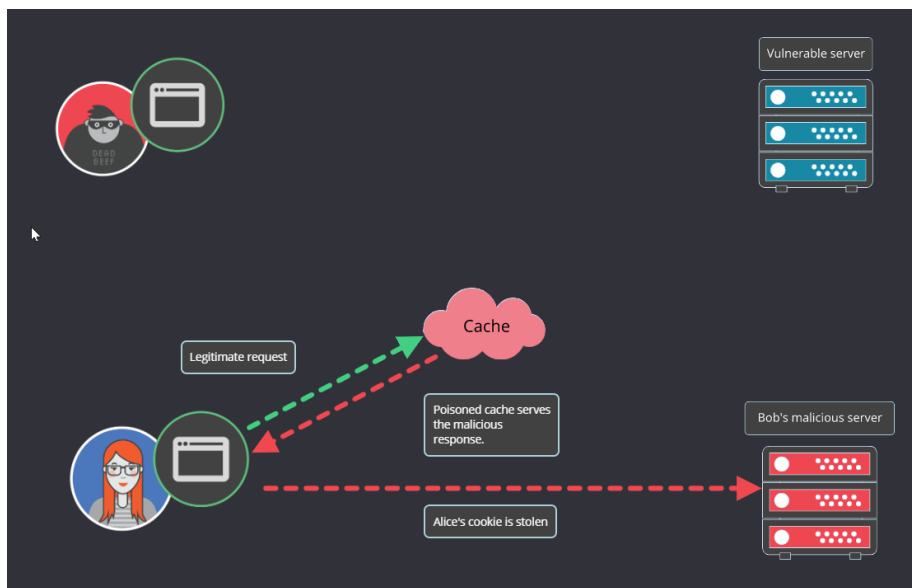 Vulnerable server
DEAD
BEEF
Cache
Legitimate request
Poisoned cache serves
the malicious
response.
Bob's malicious server
Alice's cookie is stolen